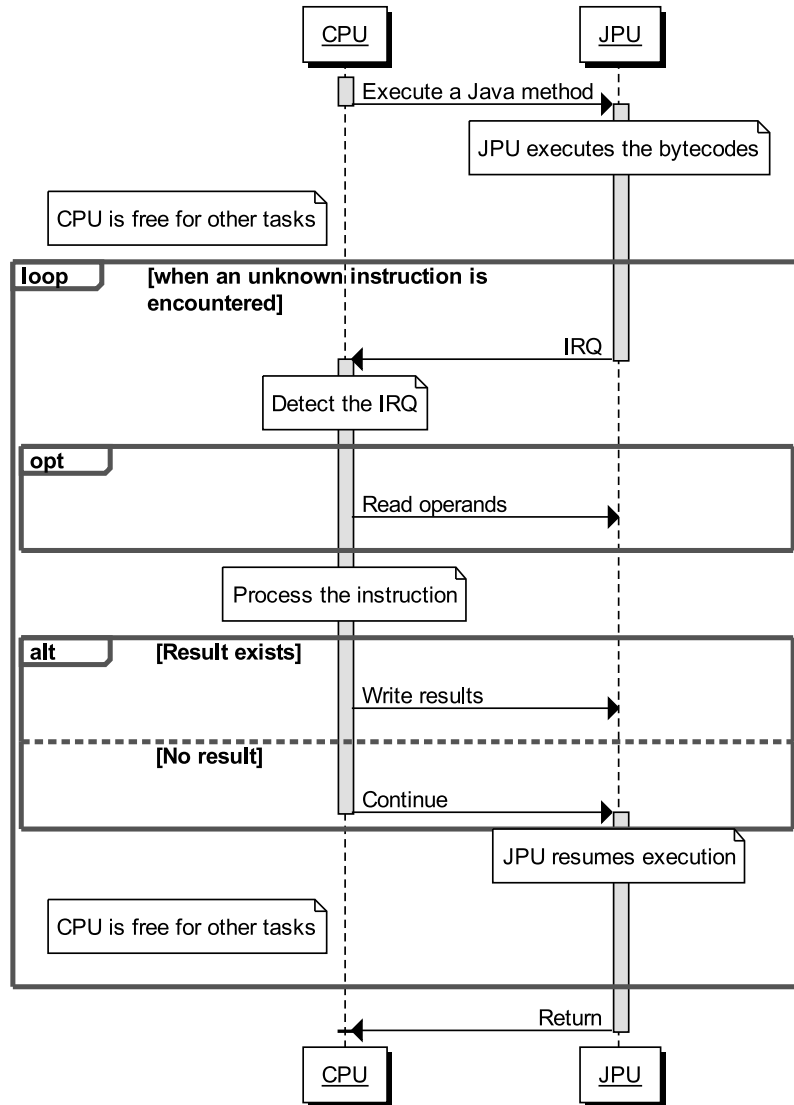 CPU
JPU
Execute a Java method
JPU executes the bytecodes
CPU is free for other tasks
loop
[when an unknown instruction is
encountered]
IRQ
Detect the IRQ
opt
Read operands
Process the instruction
alt
[Result exists]
Write results
[No result]
Continue
JPU resumes execution
CPU is free for other tasks
Return
CPU
JPU